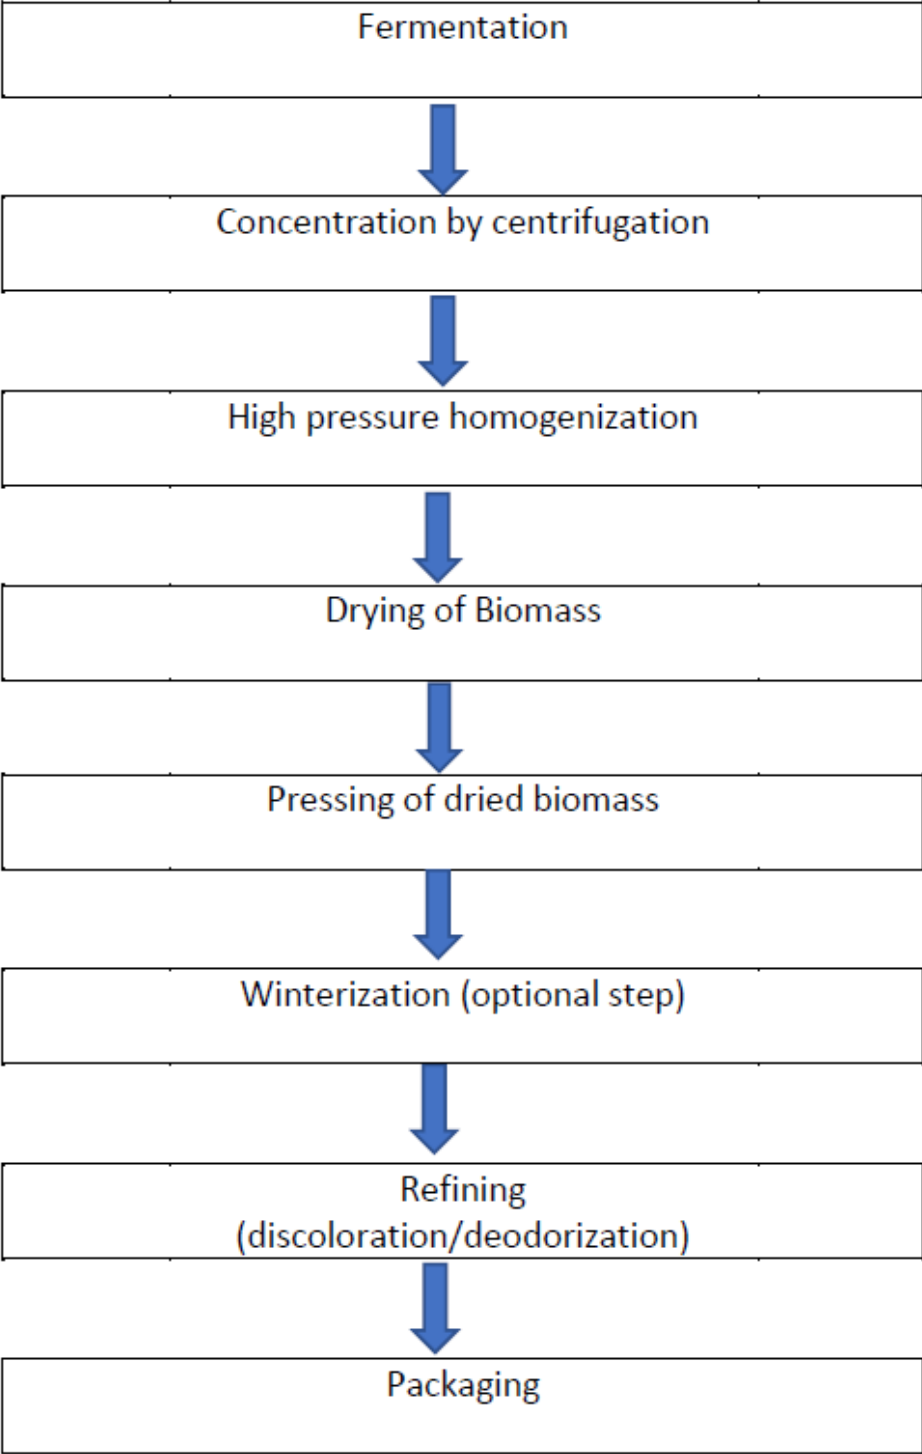 Fermentation
Concentration by centrifugation
High pressure homogenization
Drying of Biomass
Pressing of dried biomass
Winterization (optional step)
Refining
(discoloration/deodorization)
Packaging